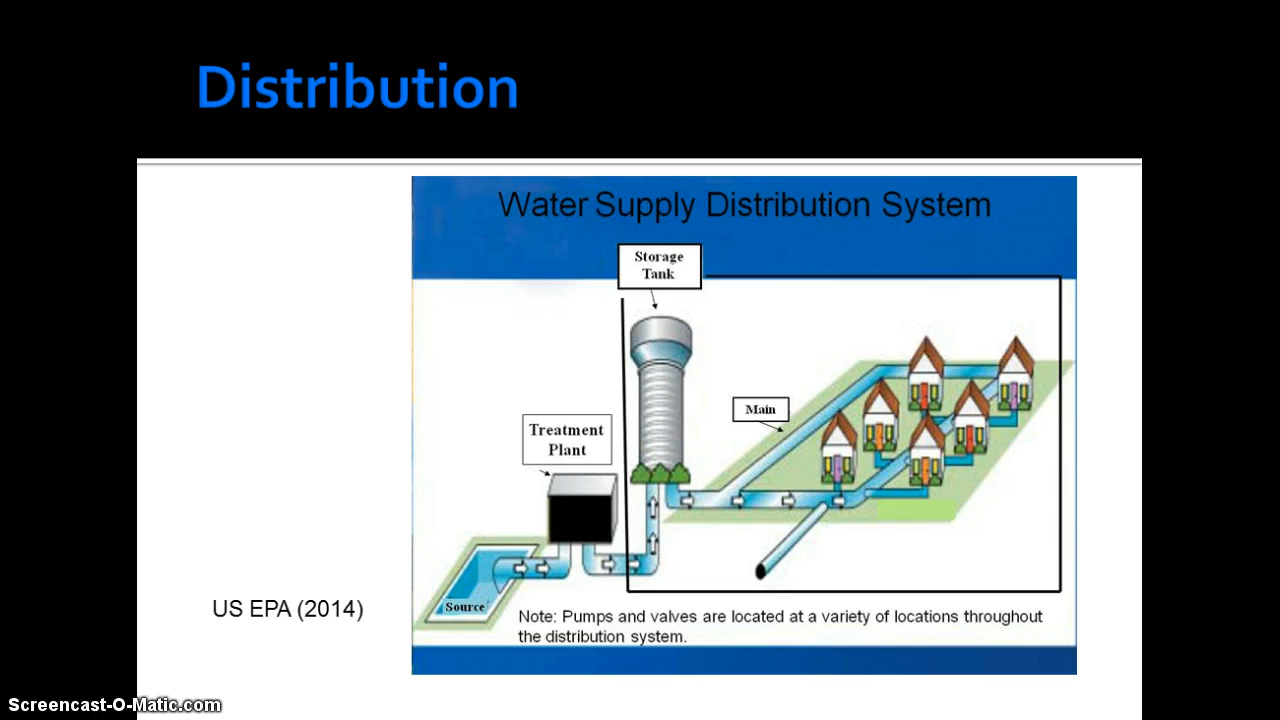 Distribution
Water Supply Distribution System
Storage
Tank
Main
Treatment
Plant
Source
US EPA (2014)
Note: Pumps and valves are located at a variety of locations throughout
the distribution system.
Screencast-O-Matic.com